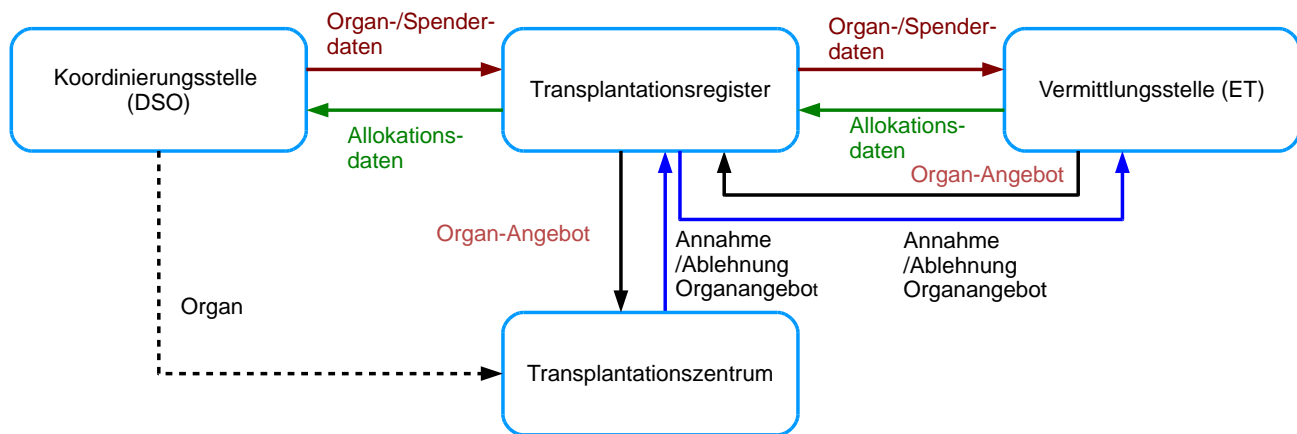 Organ-/Spender-
daten
Organ-/Spender-
daten
Koordinierungsstelle
(DSO)
Transplantationsregister
Vermittlungsstelle (ET)
Allokations-
daten
Allokations-
daten
Organ-Angebot
Organ-Angebot
Annahme
/Ablehnung
Organangebot
Annahme
/Ablehnung
Organangebot
Organ
Transplantationszentrum